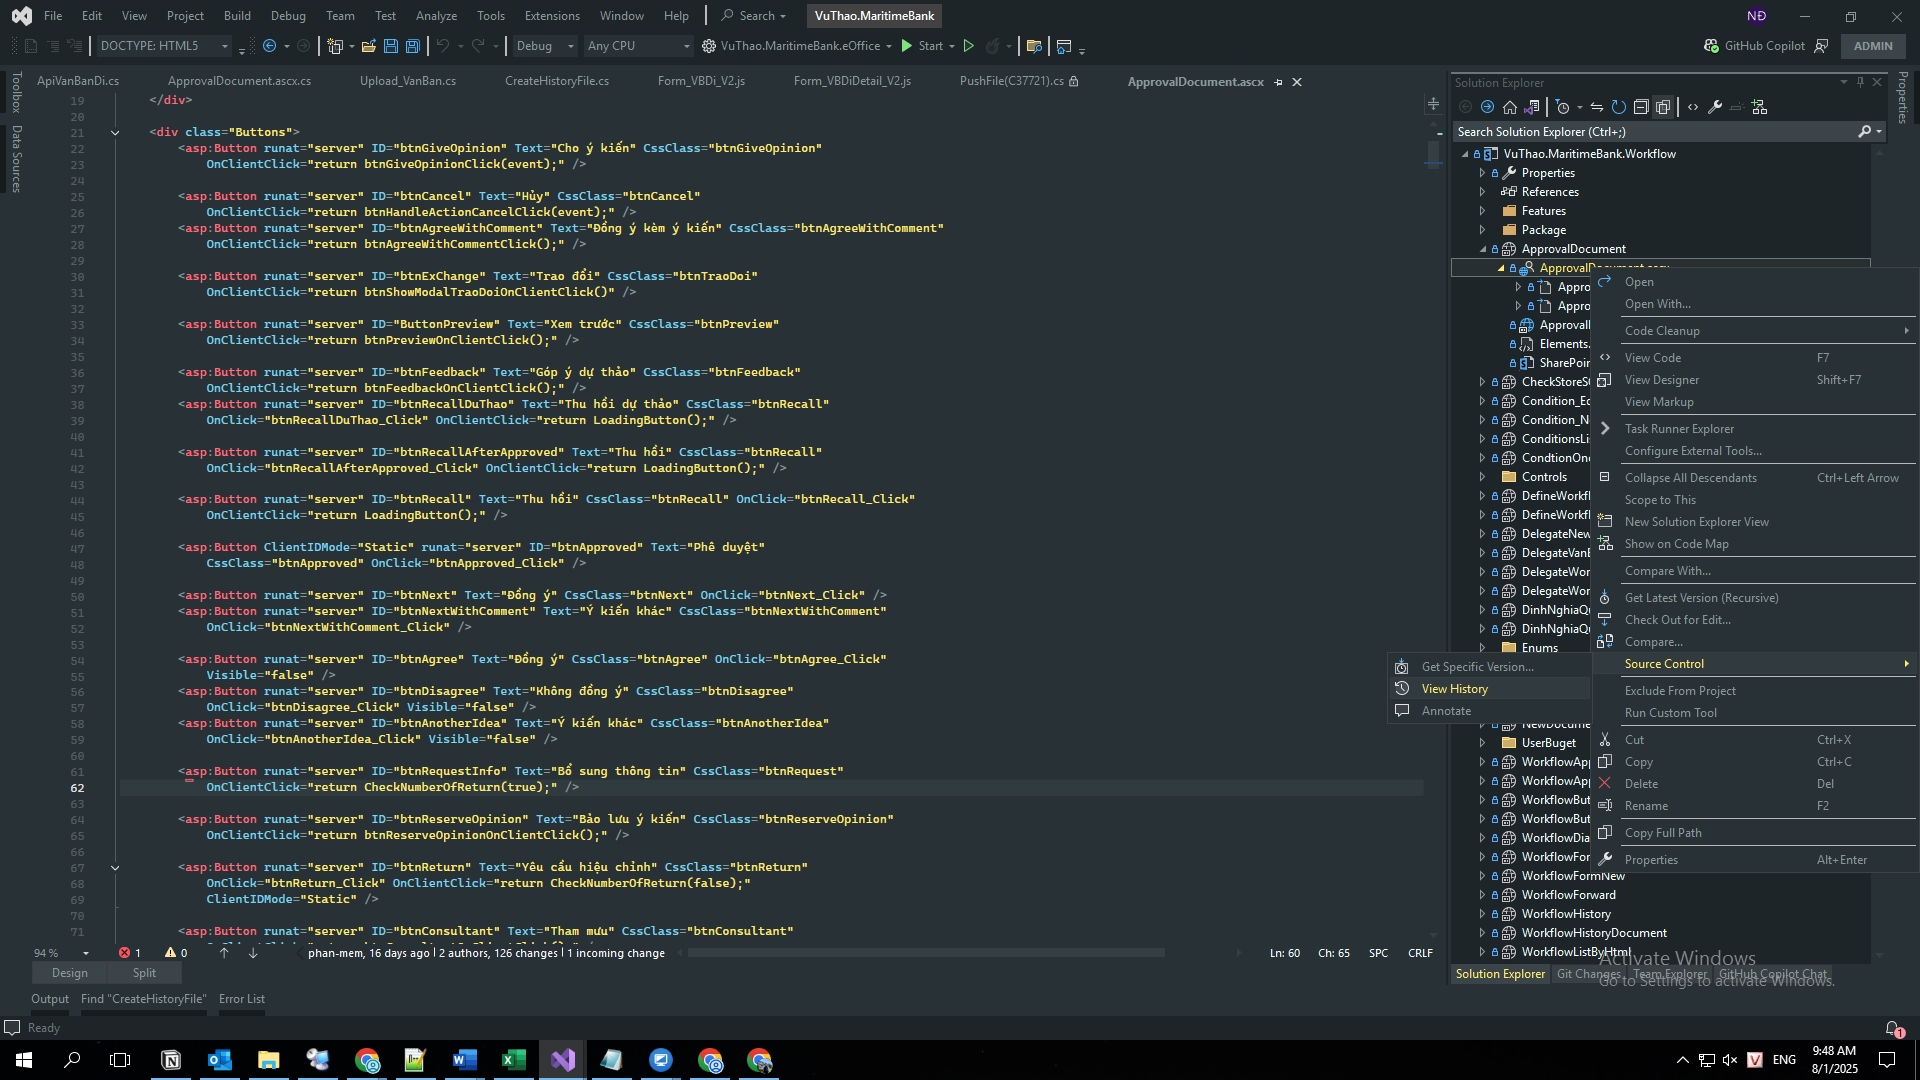 File Edit View Project Build Debug Team Test Analyze Tools Extensions Window Help Search VuThao.MaritimeBank NĐ
DOCTYPE: HTML5 Debug Any CPU VuThao.MaritimeBank.eOffice Start GitHub Copilot ADMIN
Toolbox
Data Sources
ApiVanBanDi.cs ApprovalDocument.ascx.cs Upload_VanBan.cs CreateHistoryFile.cs Form_VBDi_V2.js Form_VBDiDetail_V2.js PushFile(C37721).cs ApprovalDocument.ascx
19 </div>
20
21 <div class="Buttons">
22 <asp:Button runat="server" ID="btnGiveOpinion" Text="Cho ý kiến" CssClass="btnGiveOpinion"
23 OnClientClick="return btnGiveOpinionClick(event);" />
24
25 <asp:Button runat="server" ID="btnCancel" Text="Hủy" CssClass="btnCancel"
26 OnClientClick="return btnHandleActionCancelClick(event);" />
27 <asp:Button runat="server" ID="btnAgreeWithComment" Text="Đồng ý kèm ý kiến" CssClass="btnAgreeWithComment"
28 OnClientClick="return btnAgreeWithCommentClick();" />
29
30 <asp:Button runat="server" ID="btnExChange" Text="Trao đổi" CssClass="btnTraoDoi"
31 OnClientClick="return btnShowModalTraoDoiOnClientClick()" />
32
33 <asp:Button runat="server" ID="ButtonPreview" Text="Xem trước" CssClass="btnPreview"
34 OnClientClick="return btnPreviewOnClientClick();" />
35
36 <asp:Button runat="server" ID="btnFeedback" Text="Góp ý dự thảo" CssClass="btnFeedback"
37 OnClientClick="return btnFeedbackOnClientClick();" />
38 <asp:Button runat="server" ID="btnRecallDuThao" Text="Thu hồi dự thảo" CssClass="btnRecall"
39 OnClick="btnRecallDuThao_Click" OnClientClick="return LoadingButton();" />
40
41 <asp:Button runat="server" ID="btnRecallAfterApproved" Text="Thu hồi" CssClass="btnRecall"
42 OnClick="btnRecallAfterApproved_Click" OnClientClick="return LoadingButton();" />
43
44 <asp:Button runat="server" ID="btnRecall" Text="Thu hồi" CssClass="btnRecall" OnClick="btnRecall_Click"
45 OnClientClick="return LoadingButton();" />
46
47 <asp:Button ClientIDMode="Static" runat="server" ID="btnApproved" Text="Phê duyệt"
48 CssClass="btnApproved" OnClick="btnApproved_Click" />
49
50 <asp:Button runat="server" ID="btnNext" Text="Đồng ý" CssClass="btnNext" OnClick="btnNext_Click" />
51 <asp:Button runat="server" ID="btnNextWithComment" Text="Ý kiến khác" CssClass="btnNextWithComment"
52 OnClick="btnNextWithComment_Click" />
53
54 <asp:Button runat="server" ID="btnAgree" Text="Đồng ý" CssClass="btnAgree" OnClick="btnAgree_Click"
55 Visible="false" />
56 <asp:Button runat="server" ID="btnDisagree" Text="Không đồng ý" CssClass="btnDisagree"
57 OnClick="btnDisagree_Click" Visible="false" />
58 <asp:Button runat="server" ID="btnAnotherIdea" Text="Ý kiến khác" CssClass="btnAnotherIdea"
59 OnClick="btnAnotherIdea_Click" Visible="false" />
60
61 <asp:Button runat="server" ID="btnRequestInfo" Text="Bổ sung thông tin" CssClass="btnRequest"
62 OnClientClick="return CheckNumberOfReturn(true);" />
63
64 <asp:Button runat="server" ID="btnReserveOpinion" Text="Bảo lưu ý kiến" CssClass="btnReserveOpinion"
65 OnClientClick="return btnReserveOpinionOnClientClick();" />
66
67 <asp:Button runat="server" ID="btnReturn" Text="Yêu cầu hiệu chỉnh" CssClass="btnReturn"
68 OnClick="btnReturn_Click" OnClientClick="return CheckNumberOfReturn(false);"
69 ClientIDMode="Static" />
70
71 <asp:Button runat="server" ID="btnConsultant" Text="Tham mưu" CssClass="btnConsultant"
94 % 1 0 phan-mem, 16 days ago | 2 authors, 126 changes | 1 incoming change Ln: 60 Ch: 65 SPC CRLF
Design Split
Output Find "CreateHistoryFile" Error List
Ready
Solution Explorer
Properties
Search Solution Explorer (Ctrl+;)
VuThao.MaritimeBank.Workflow
Properties
References
Features
Package
ApprovalDocument
ApprovalDocument.ascx
Appro
Appro
Approval
Elements.
SharePoin
CheckStoreS
Condition_Ed
Condition_Ne
ConditionsLis
CondtionOne
Controls
DefineWorkfl
DefineWorkfl
DelegateNew
DelegateVanB
DelegateWor
DelegateWor
DinhNghiaQu
DinhNghiaQu
Enums
NewDocume
UserBuget
WorkflowApp
WorkflowApp
WorkflowBut
WorkflowBut
WorkflowDia
WorkflowFor
WorkflowFormNew
WorkflowForward
WorkflowHistory
WorkflowHistoryDocument
WorkflowListByHtml
Open
Open With...
Code Cleanup
View Code F7
View Designer Shift+F7
View Markup
Task Runner Explorer
Configure External Tools...
Collapse All Descendants Ctrl+Left Arrow
Scope to This
New Solution Explorer View
Show on Code Map
Compare With...
Get Latest Version (Recursive)
Check Out for Edit...
Compare...
Source Control
Exclude From Project
Run Custom Tool
Cut Ctrl+X
Copy Ctrl+C
Delete Del
Rename F2
Copy Full Path
Properties Alt+Enter
Get Specific Version...
View History
Annotate
Solution Explorer Git Changes Team Explorer GitHub Copilot Chat
Activate Windows
Go to Settings to activate Windows.
1
ENG 9:48 AM
8/1/2025